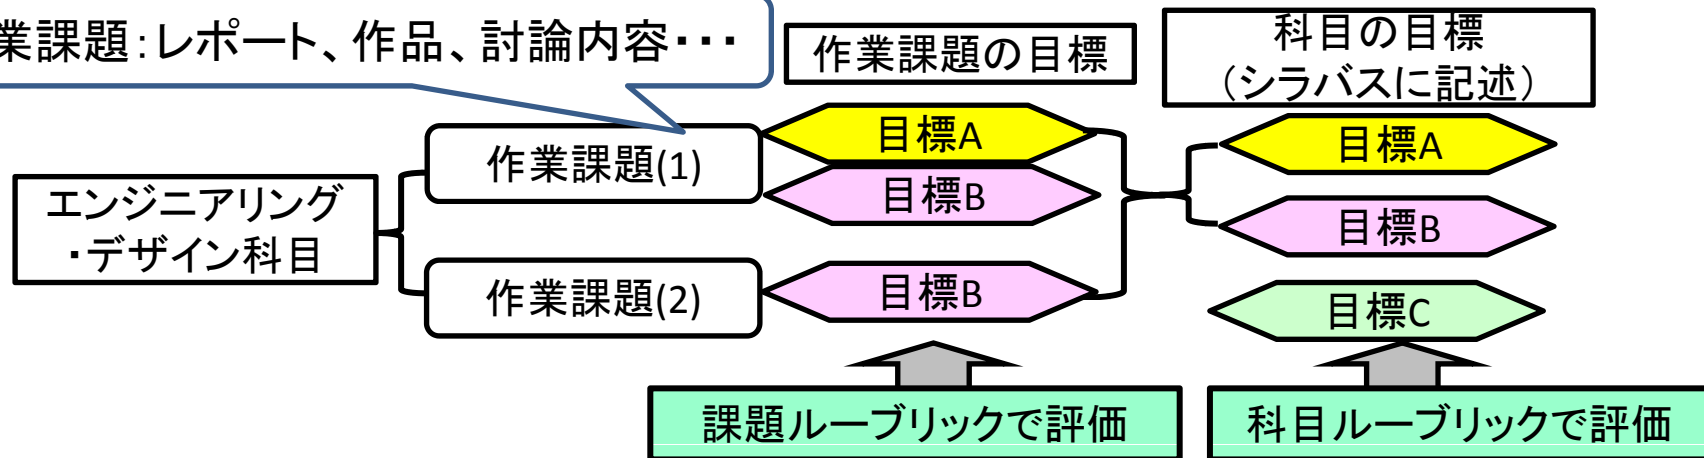 業課題：レポート、作品、討論内容・・・
作業課題の目標
科目の目標
（シラバスに記述）
エンジニアリング
・デザイン科目
作業課題(1)
目標A
目標B
作業課題(2)
目標B
目標A
目標B
目標C
課題ルーブリックで評価
科目ルーブリックで評価